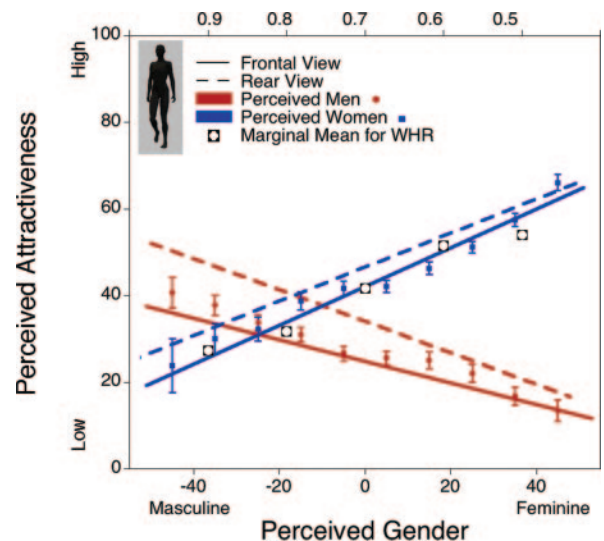 0.9 0.8 0.7 0.6 0.5
100
High
Frontal View
Rear View
Perceived Men
Perceived Women
Marginal Mean for WHR
80
60
Perceived Attractiveness
40
20
Low
0
-40 -20 0 20 40
Masculine Feminine
Perceived Gender